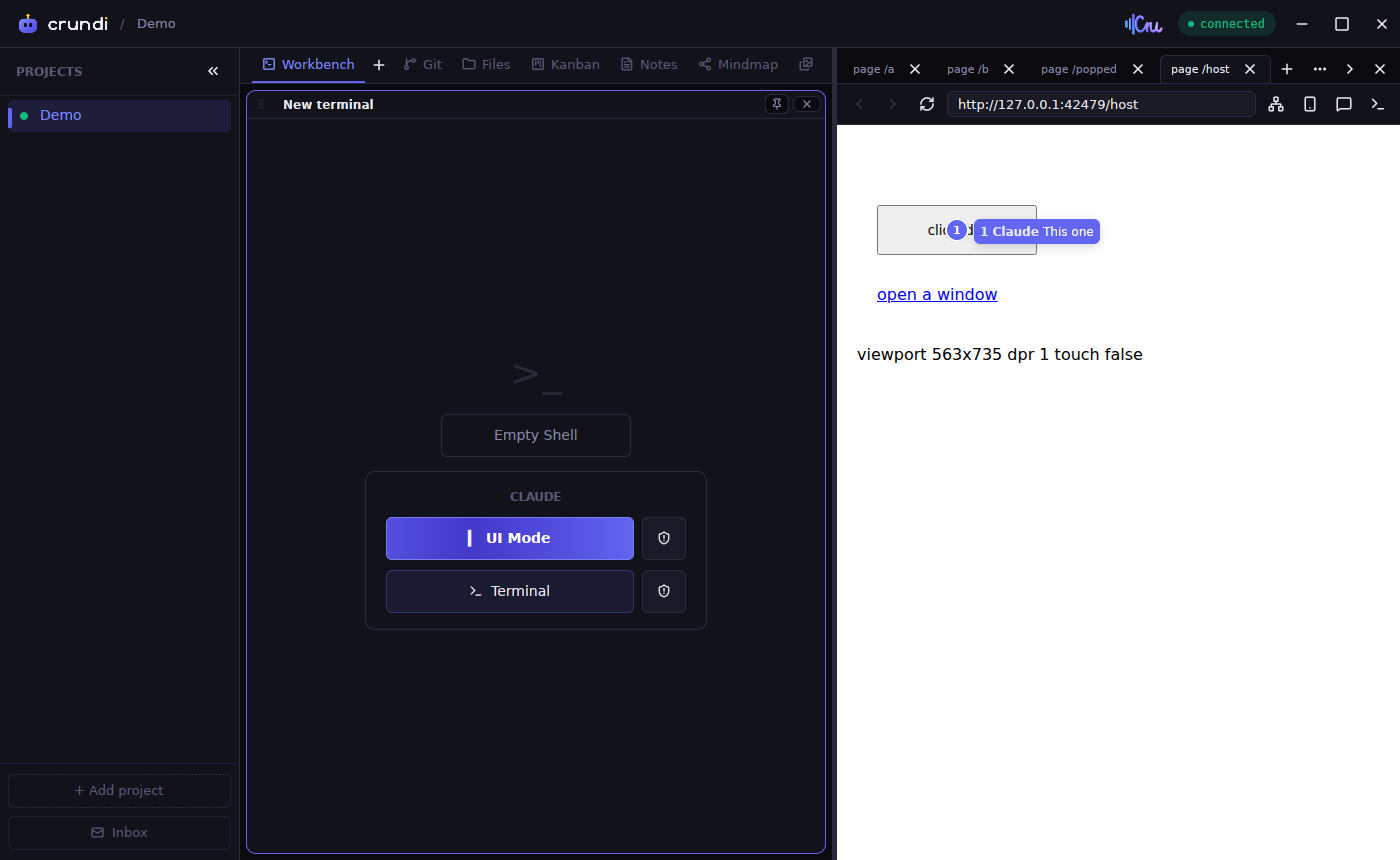 crundi / Demo
Cru
connected
PROJECTS
Demo
+ Add project
Inbox
Workbench
Git
Files
Kanban
Notes
Mindmap
New terminal
>_
Empty Shell
CLAUDE
UI Mode
Terminal
page /a
page /b
page /popped
page /host
http://127.0.0.1:42479/host
1
1 Claude This one
open a window
viewport 563x735 dpr 1 touch false